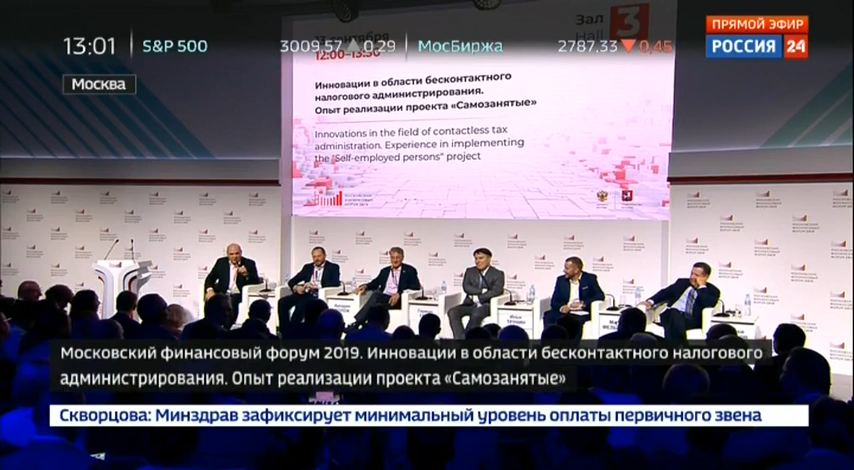 13:01
S&P 500
3009,57 ▲0,29
МосБиржа
2787,33 ▼0,45
ПРЯМОЙ ЭФИР
РОССИЯ 24
Москва
13 сентября
12:00–13:30
Зал
Hall
3
Инновации в области бесконтактного
налогового администрирования.
Опыт реализации проекта «Самозанятые»
Innovations in the field of contactless tax
administration. Experience in implementing
the "Self-employed persons" project
Московский финансовый форум 2019. Инновации в области бесконтактного налогового
администрирования. Опыт реализации проекта «Самозанятые»
Скворцова: Минздрав зафиксирует минимальный уровень оплаты первичного звена